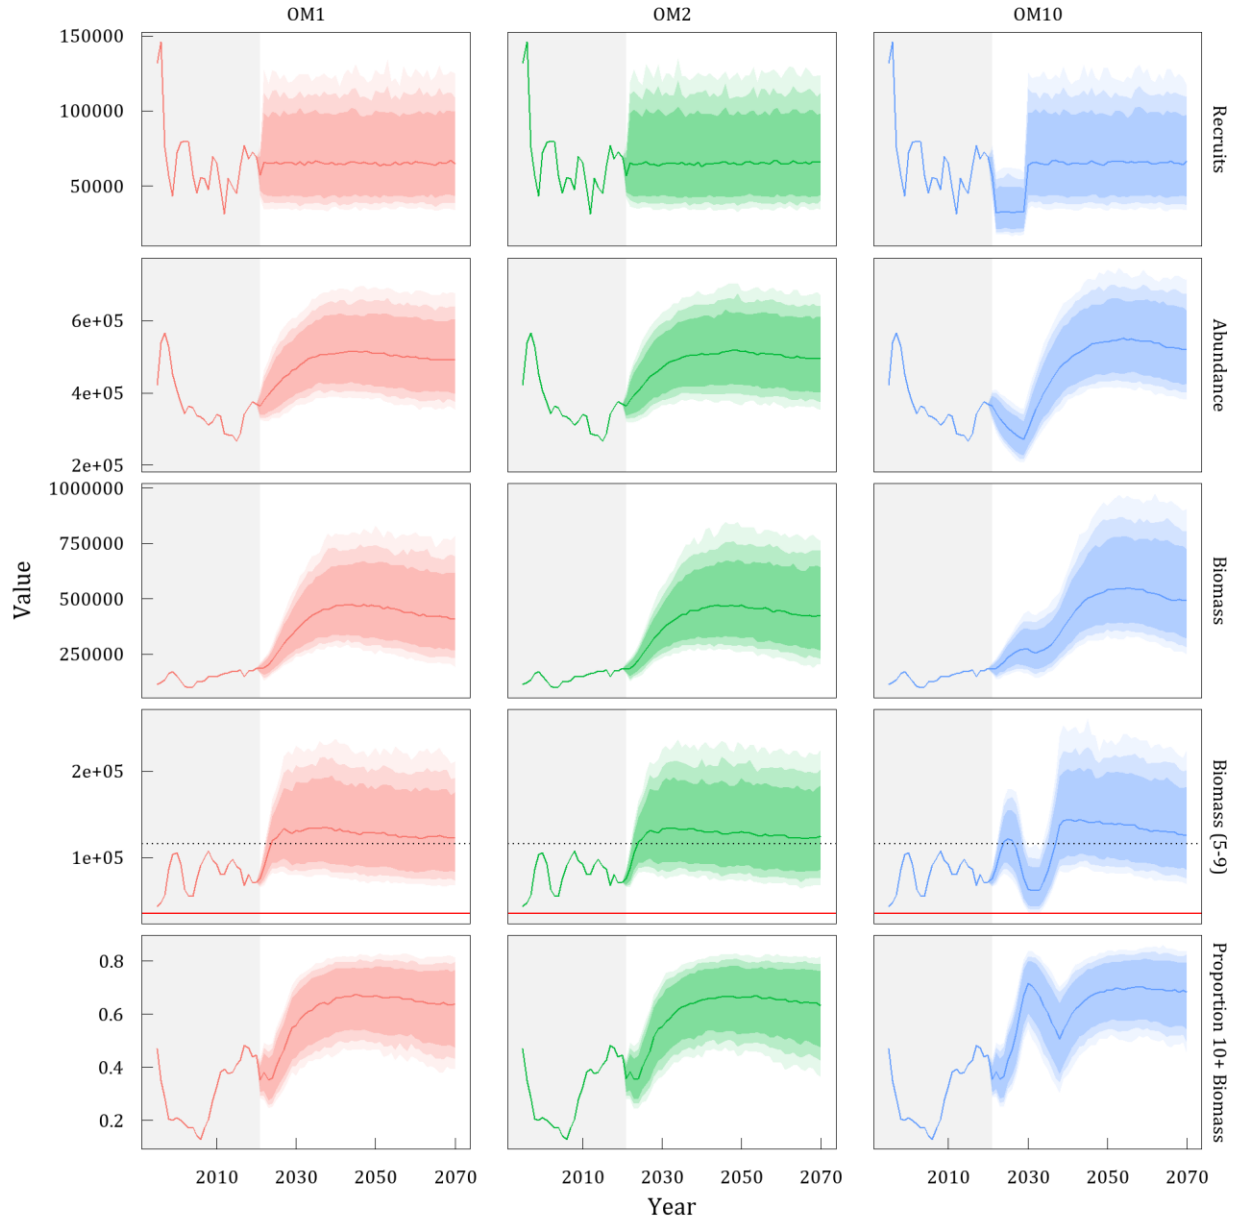 OM1 OM2 OM10
150000
100000
50000
Recruits
6e+05
4e+05
2e+05
Abundance
1000000
750000
500000
250000
Biomass
Value
2e+05
1e+05
Biomass (5-9)
0.8
0.6
0.4
0.2
Proportion 10+ Biomass
2010 2030 2050 2070 2010 2030 2050 2070 2010 2030 2050 2070
Year